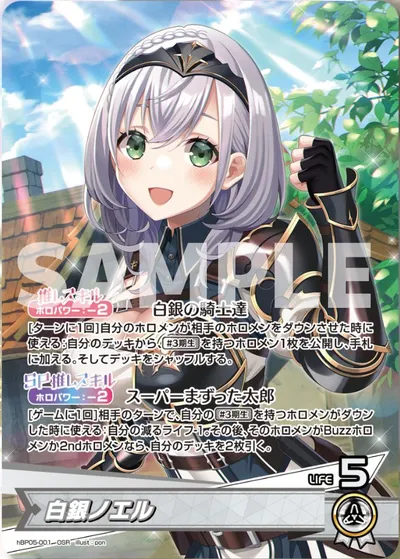 SAMPLE
推しスキル
ホロパワー：-2
白銀の騎士達
[ターンに1回]自分のホロメンが相手のホロメンをダウンさせた時に
使える：自分のデッキから、#3期生を持つホロメン1枚を公開し、手札
に加える。そしてデッキをシャッフルする。
SP推しスキル
ホロパワー：-2
スーパーまずった太郎
[ゲームに1回]相手のターンで、自分の#3期生を持つホロメンがダウン
した時に使える：自分の減るライフ-1。その後、そのホロメンがBuzzホロ
メンか2ndホロメンなら、自分のデッキを2枚引く。
LIFE 5
白銀ノエル
hBP05-001 OSR Illust pon